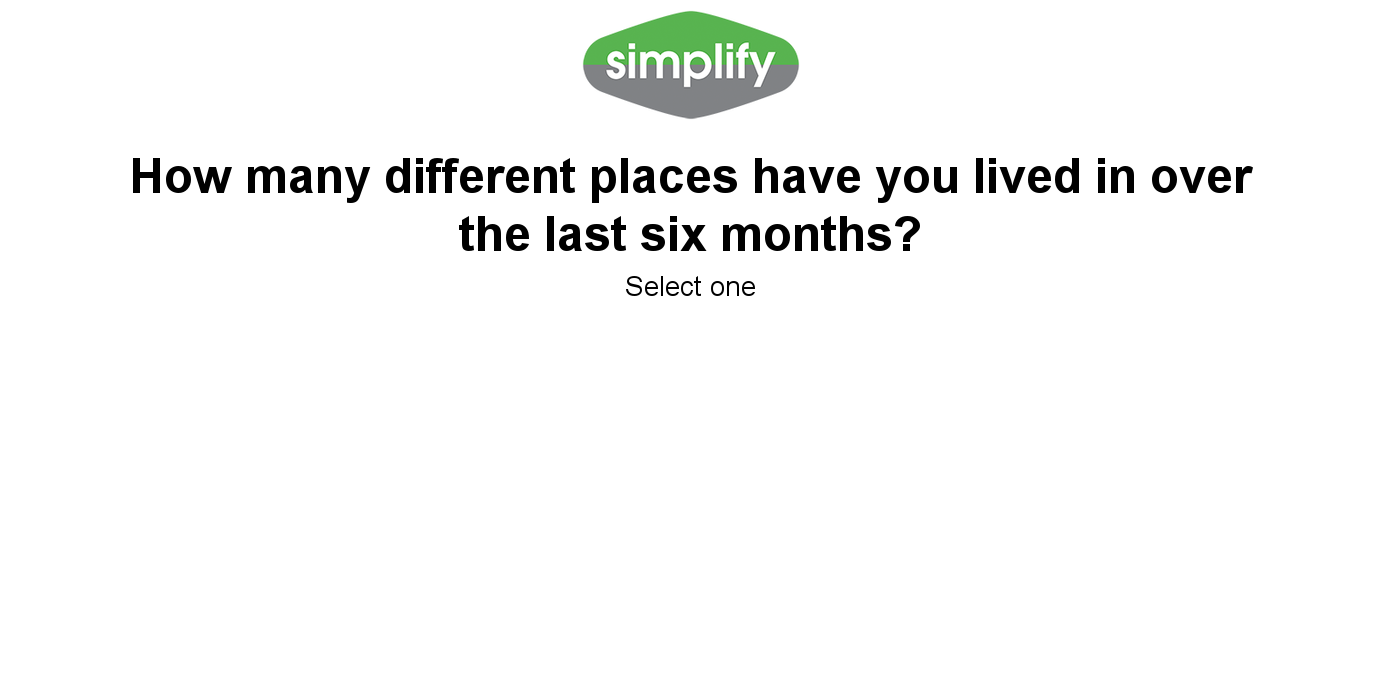 simplify
How many different places have you lived in over
the last six months?
Select one